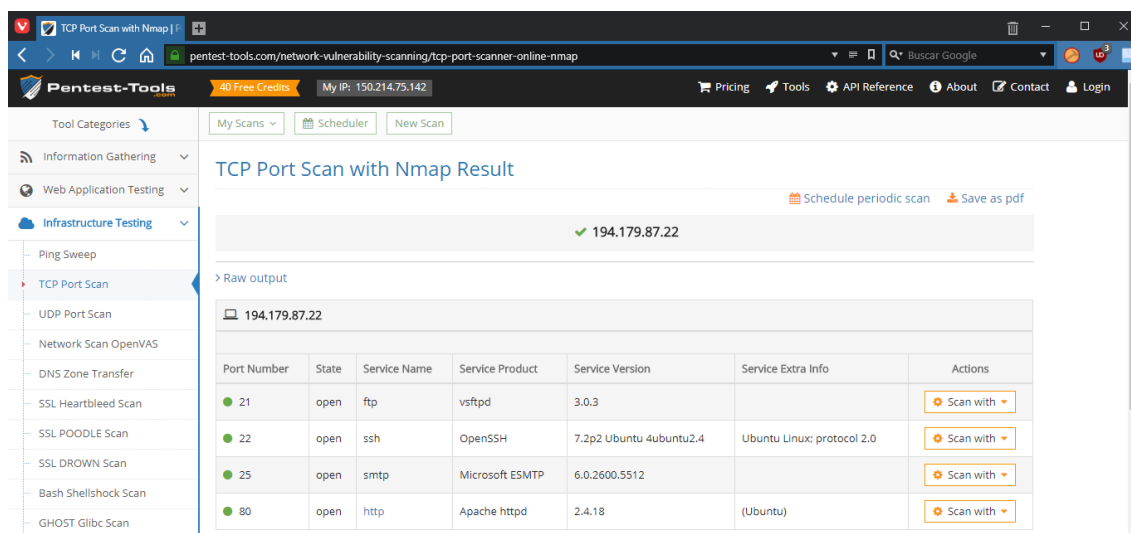 TCP Port Scan with Nmap | P
pentest-tools.com/network-vulnerability-scanning/tcp-port-scanner-online-nmap
Buscar Google
3
Pentest-Tools
.com
40 Free Credits
My IP: 150.214.75.142
Pricing Tools API Reference About Contact Login
Tool Categories
Information Gathering
Web Application Testing
Infrastructure Testing
Ping Sweep
TCP Port Scan
UDP Port Scan
Network Scan OpenVAS
DNS Zone Transfer
SSL Heartbleed Scan
SSL POODLE Scan
SSL DROWN Scan
Bash Shellshock Scan
GHOST Glibc Scan
My Scans Scheduler New Scan
TCP Port Scan with Nmap Result
Schedule periodic scan Save as pdf
194.179.87.22
> Raw output
194.179.87.22
Port Number State Service Name Service Product Service Version Service Extra Info Actions
21 open ftp vsftpd 3.0.3 Scan with
22 open ssh OpenSSH 7.2p2 Ubuntu 4ubuntu2.4 Ubuntu Linux; protocol 2.0 Scan with
25 open smtp Microsoft ESMTP 6.0.2600.5512 Scan with
80 open http Apache httpd 2.4.18 (Ubuntu) Scan with